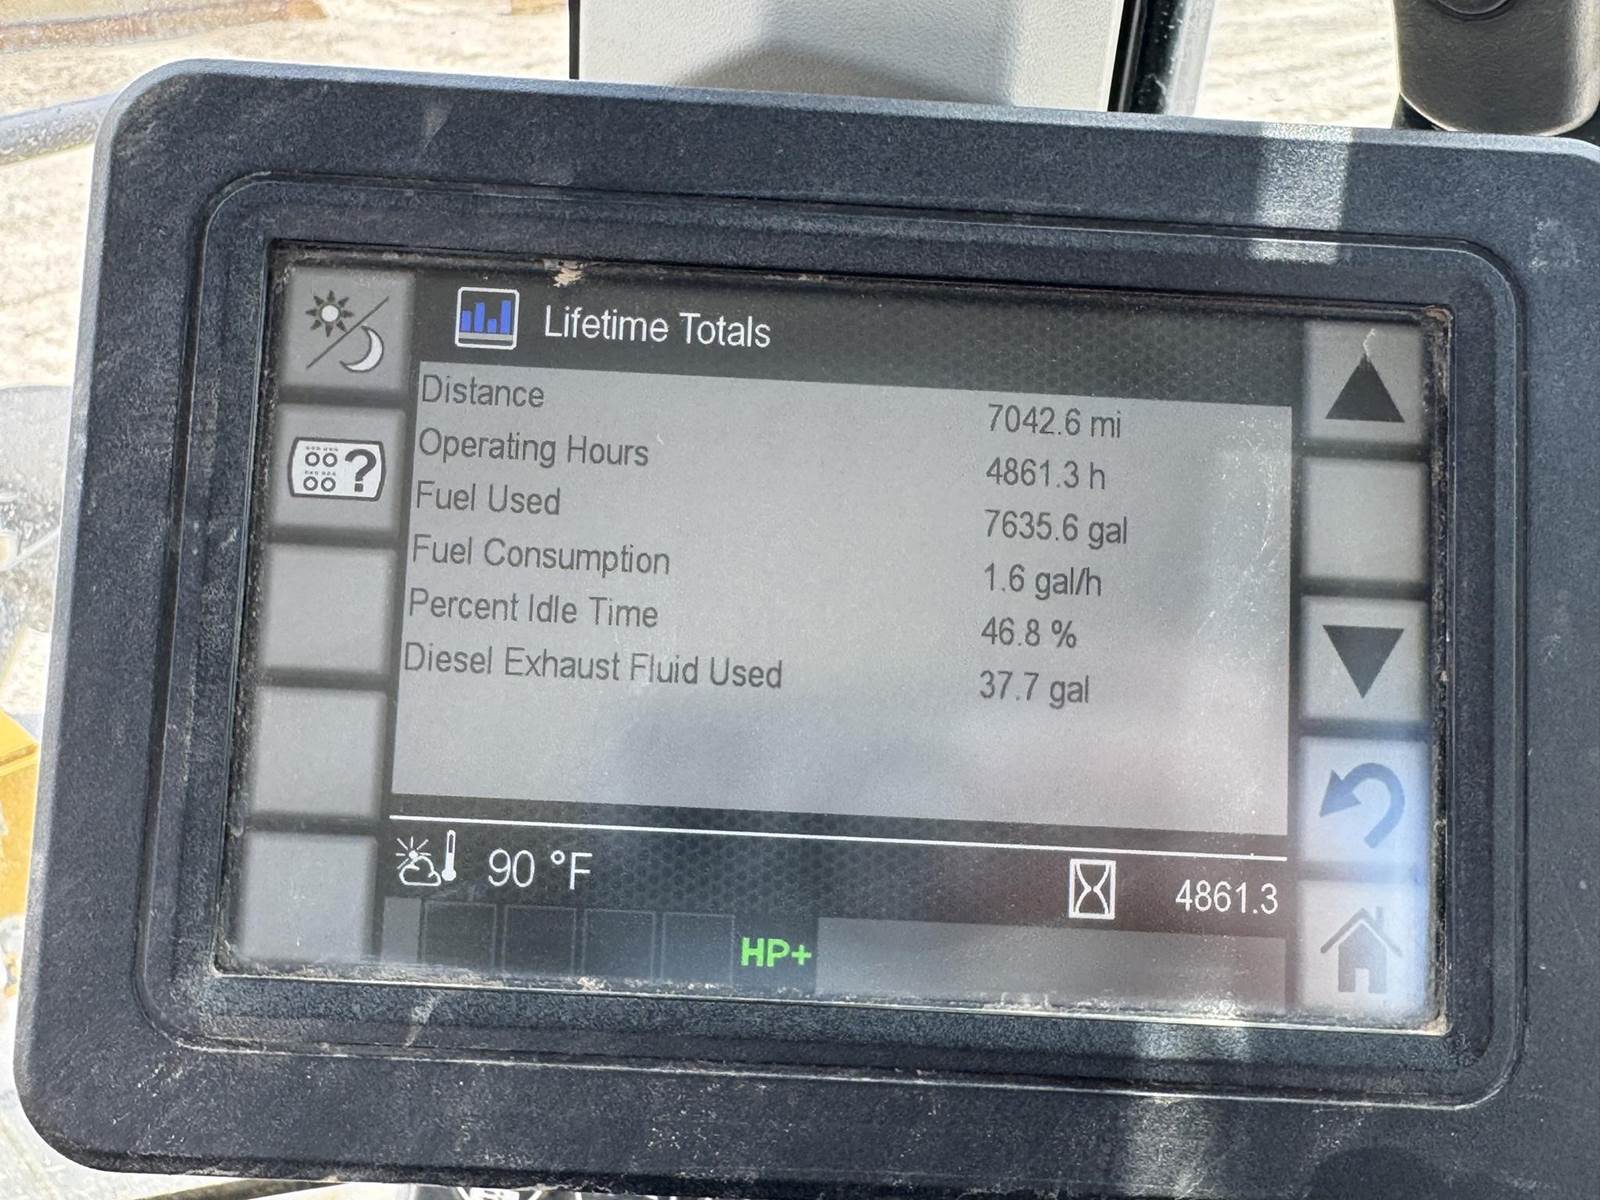 Lifetime Totals
Distance 7042.6 mi
Operating Hours 4861.3 h
Fuel Used 7635.6 gal
Fuel Consumption 1.6 gal/h
Percent Idle Time 46.8 %
Diesel Exhaust Fluid Used 37.7 gal
?
90 °F 4861.3
HP+